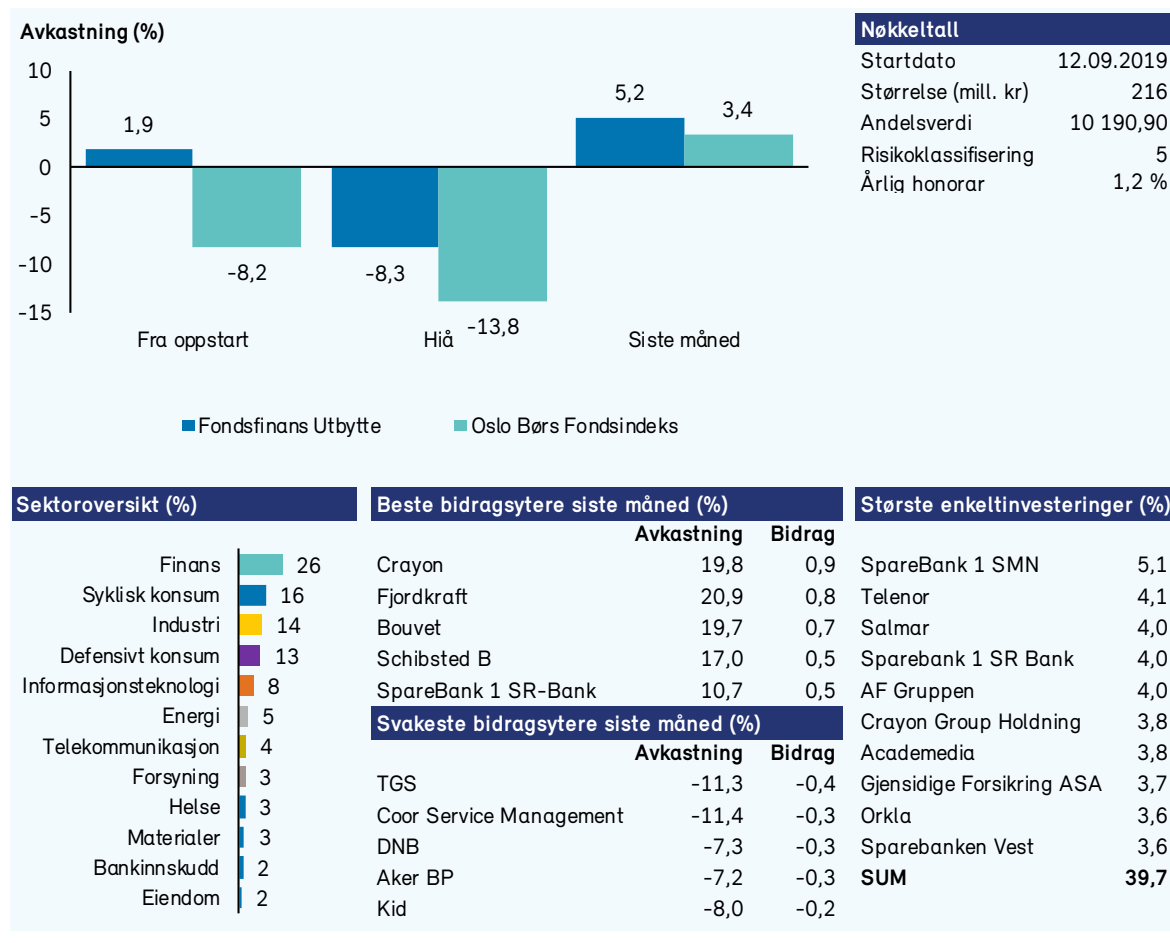 Avkastning (%)
10
5
0
-5
-10
-15
1,9
-8,2
-8,3
-13,8
5,2
3,4
Fra oppstart
Hiå
Siste måned
Fondsfinans Utbytte
Oslo Børs Fondsindeks
Nøkkeltall
Startdato 12.09.2019
Størrelse (mill. kr) 216
Andelsverdi 10 190,90
Risikoklassifisering 5
Årlig honorar 1,2 %
Sektoroversikt (%)
Finans 26
Syklisk konsum 16
Industri 14
Defensivt konsum 13
Informasjonsteknologi 8
Energi 5
Telekommunikasjon 4
Forsyning 3
Helse 3
Materialer 3
Bankinnskudd 2
Eiendom 2
Beste bidragsytere siste måned (%)
Avkastning Bidrag
Crayon 19,8 0,9
Fjordkraft 20,9 0,8
Bouvet 19,7 0,7
Schibsted B 17,0 0,5
SpareBank 1 SR-Bank 10,7 0,5
Svakeste bidragsytere siste måned (%)
Avkastning Bidrag
TGS -11,3 -0,4
Coor Service Management -11,4 -0,3
DNB -7,3 -0,3
Aker BP -7,2 -0,3
Kid -8,0 -0,2
Største enkeltinvesteringer (%)
SpareBank 1 SMN 5,1
Telenor 4,1
Salmar 4,0
Sparebank 1 SR Bank 4,0
AF Gruppen 4,0
Crayon Group Holdning 3,8
Academedia 3,8
Gjensidige Forsikring ASA 3,7
Orkla 3,6
Sparebanken Vest 3,6
SUM 39,7